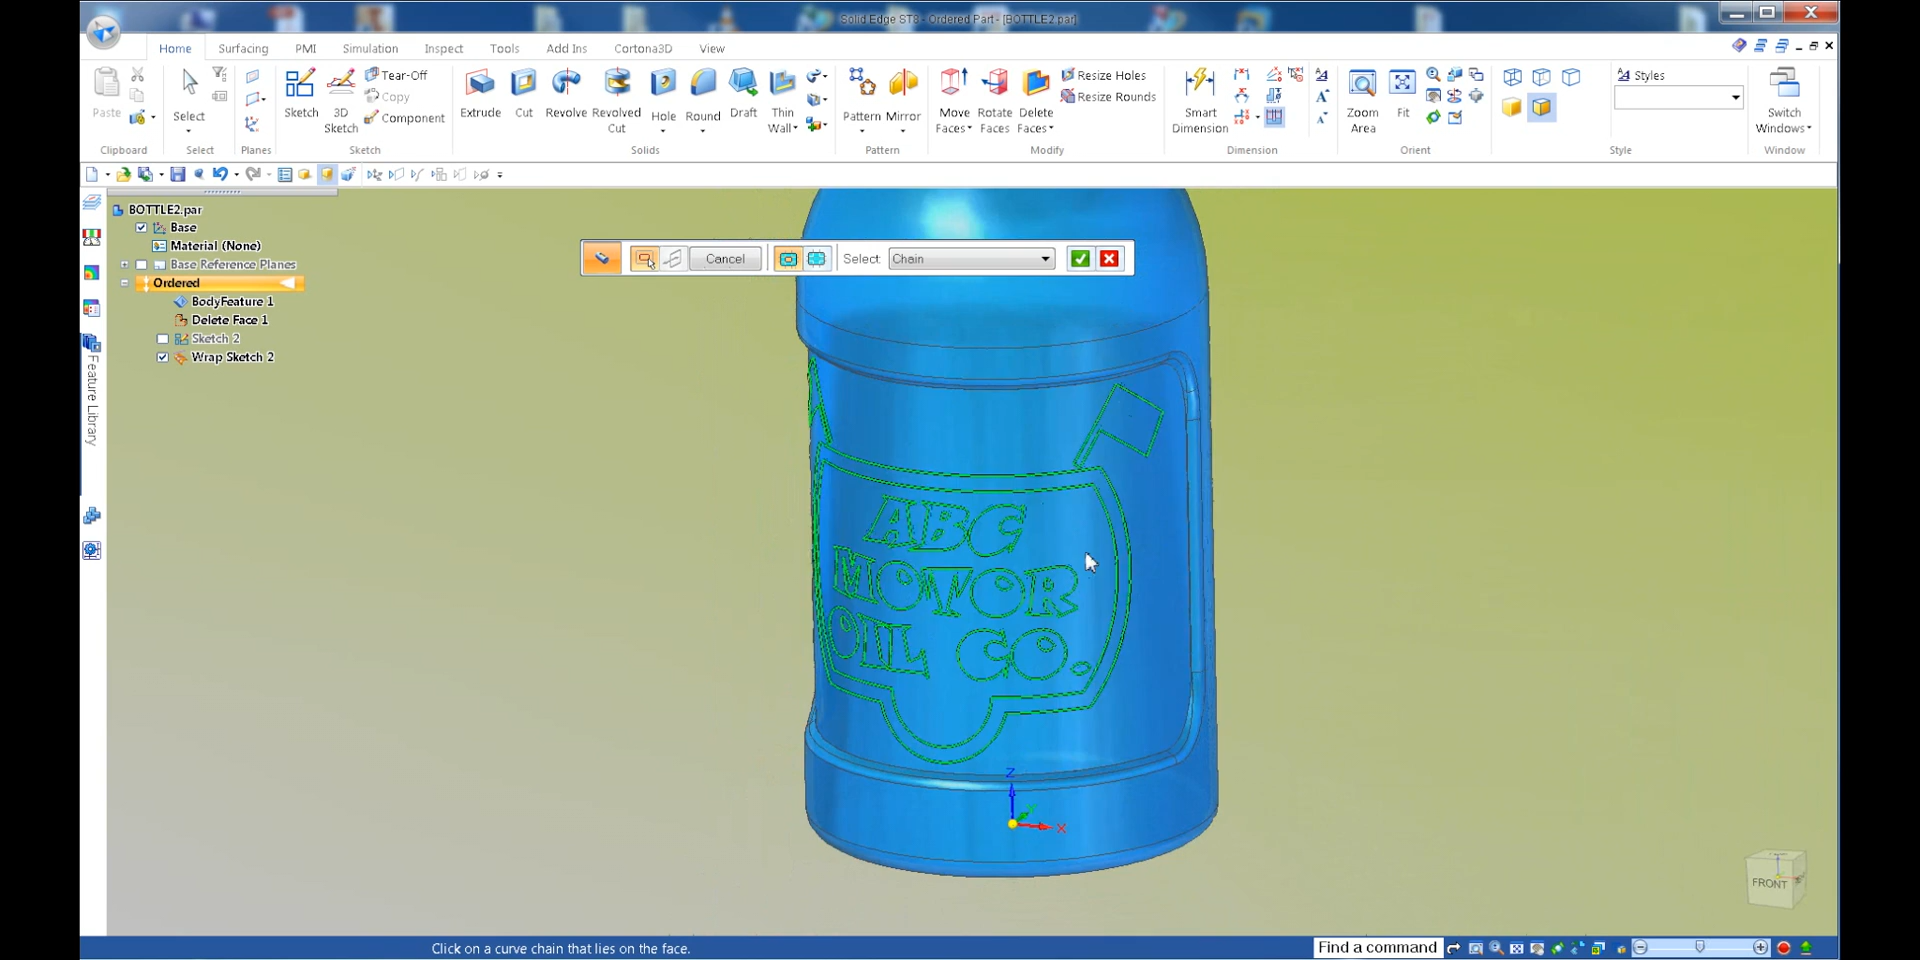 Solid Edge ST8 - Ordered Part - [BOTTLE2.par]
Home Surfacing PMI Simulation Inspect Tools Add Ins Cortona3D View
Paste
Clipboard
Select
Select
Planes
Sketch
3D Sketch
Tear-Off
Copy
Component
Sketch
Extrude
Cut
Revolve
Revolved Cut
Hole
Round
Draft
Thin Wall
Solids
Pattern
Mirror
Pattern
Move Faces
Rotate Faces
Delete Faces
Resize Holes
Resize Rounds
Modify
Smart Dimension
Dimension
Zoom Area
Fit
Orient
Styles
Style
Switch Windows
Window
BOTTLE2.par
Base
Material (None)
Base Reference Planes
Ordered
BodyFeature 1
Delete Face 1
Sketch 2
Wrap Sketch 2
Feature Library
Cancel
Select: Chain
ABC
MOTOR
OIL CO.
Z
Y
X
FRONT
Click on a curve chain that lies on the face.
Find a command